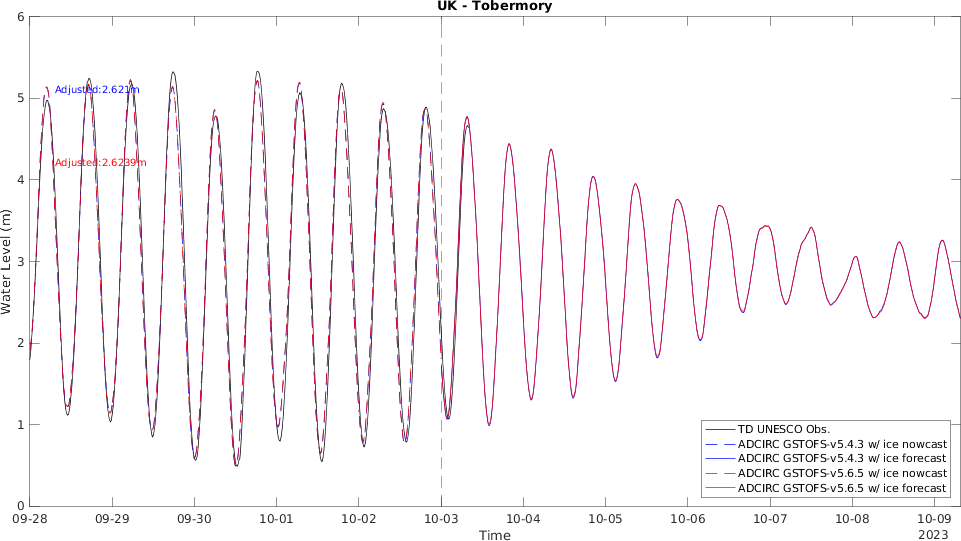 UK - Tobermory
6
5
4
3
2
1
0
Water Level (m)
Adjusted:2.621m
Adjusted:2.6239m
TD UNESCO Obs.
ADCIRC GSTOFS-v5.4.3 w/ ice nowcast
ADCIRC GSTOFS-v5.4.3 w/ ice forecast
ADCIRC GSTOFS-v5.6.5 w/ ice nowcast
ADCIRC GSTOFS-v5.6.5 w/ ice forecast
09-28 09-29 09-30 10-01 10-02 10-03 10-04 10-05 10-06 10-07 10-08 10-09
Time
2023